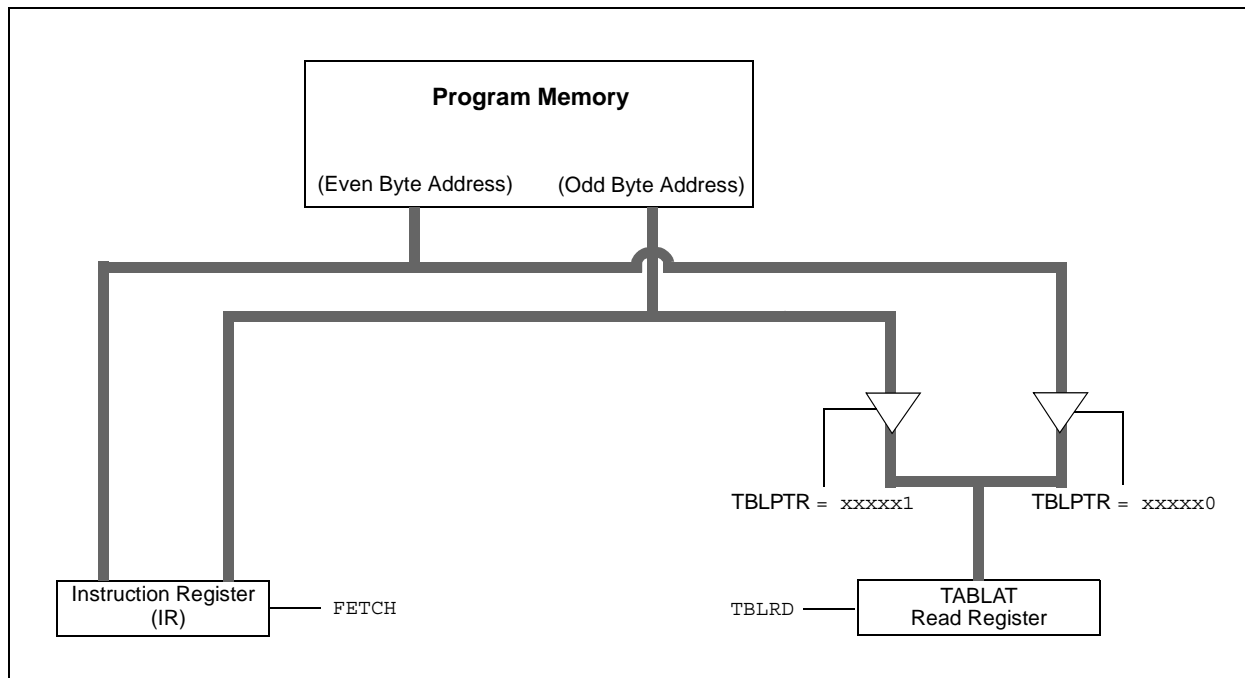 Program Memory
(Even Byte Address)
(Odd Byte Address)
TBLPTR = xxxxx1
TBLPTR = xxxxx0
Instruction Register
(IR)
FETCH
TBLRD
TABLAT
Read Register